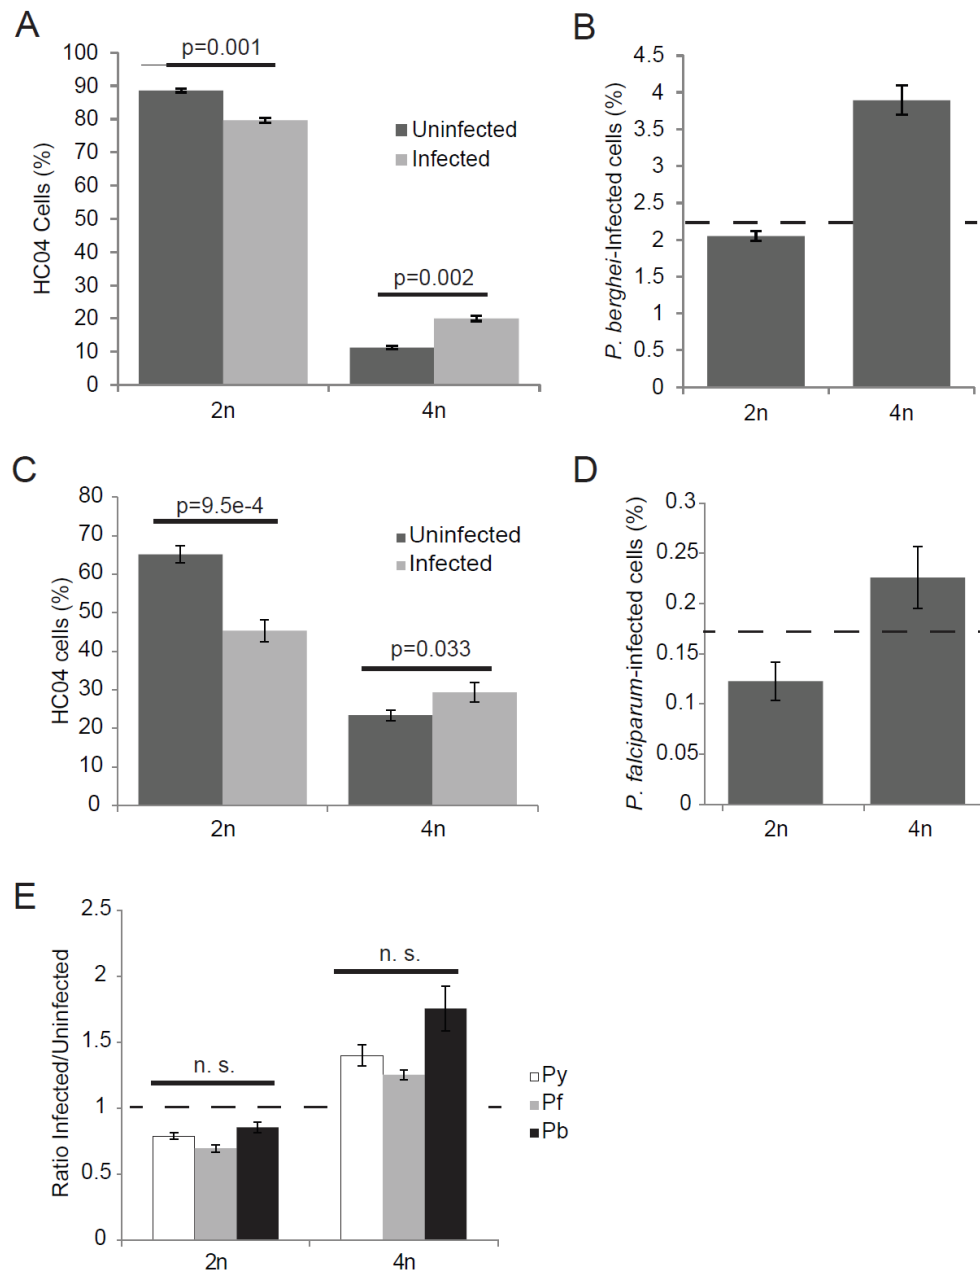 A
p=0.001
100
90
80
70
60
50
40
30
20
10
0
HC04 Cells (%)
Uninfected
Infected
p=0.002
2n
4n
B
4.5
4
3.5
3
2.5
2
1.5
1
0.5
0
P. berghei-Infected cells (%)
2n
4n
C
80
70
60
50
40
30
20
10
0
HC04 cells (%)
p=9.5e-4
Uninfected
Infected
p=0.033
2n
4n
D
0.3
0.25
0.2
0.15
0.1
0.05
0
P. falciparum-infected cells (%)
2n
4n
E
2.5
2
1.5
1
0.5
0
Ratio Infected/Uninfected
n. s.
n. s.
Py
Pf
Pb
2n
4n